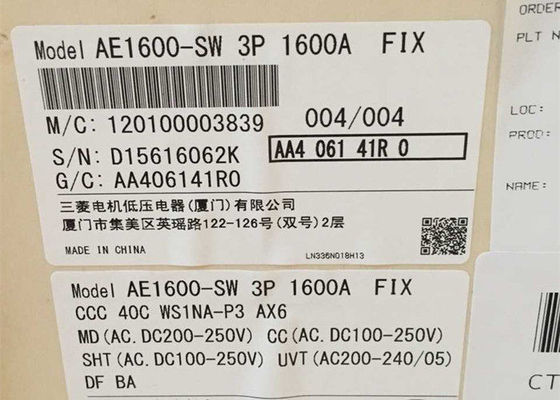 Model AE1600-SW 3P 1600A FIX
M/C: 120100003839 004/004
S/N: D15616062K AA4 061 41R 0
G/C: AA406141R0
三菱电机低压电器(厦门)有限公司
厦门市集美区英瑶路122-126号(双号)2层
MADE IN CHINA
LN336N018H13
Model AE1600-SW 3P 1600A FIX
CCC 40C WS1NA-P3 AX6
MD(AC.DC200-250V) CC(AC.DC100-250V)
SHT(AC.DC100-250V) UVT(AC200-240/05)
DF BA
ORDER
PLT N
LOC:
PROD:
NAME:
CT